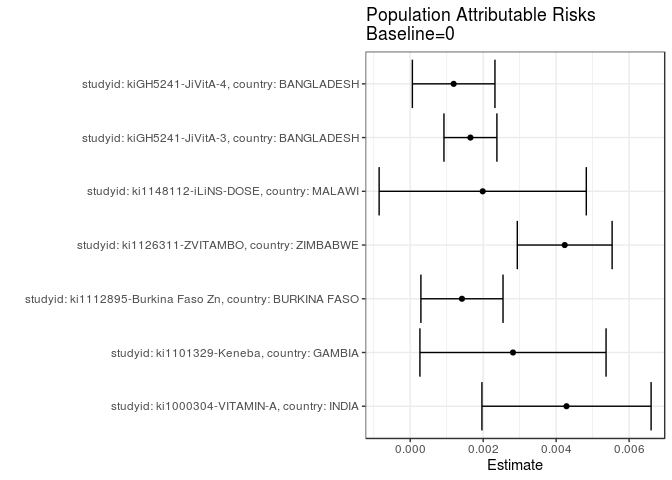 Population Attributable Risks
Baseline=0
studyid: kiGH5241-JiVitA-4, country: BANGLADESH
studyid: kiGH5241-JiVitA-3, country: BANGLADESH
studyid: ki1148112-iLiNS-DOSE, country: MALAWI
studyid: ki1126311-ZVITAMBO, country: ZIMBABWE
studyid: ki1112895-Burkina Faso Zn, country: BURKINA FASO
studyid: ki1101329-Keneba, country: GAMBIA
studyid: ki1000304-VITAMIN-A, country: INDIA
0.000 0.002 0.004 0.006
Estimate